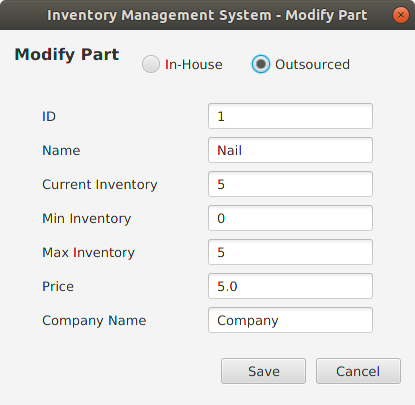 Inventory Management System - Modify Part
Modify Part In-House Outsourced
ID 1
Name Nail
Current Inventory 5
Min Inventory 0
Max Inventory 5
Price 5.0
Company Name Company
Save Cancel